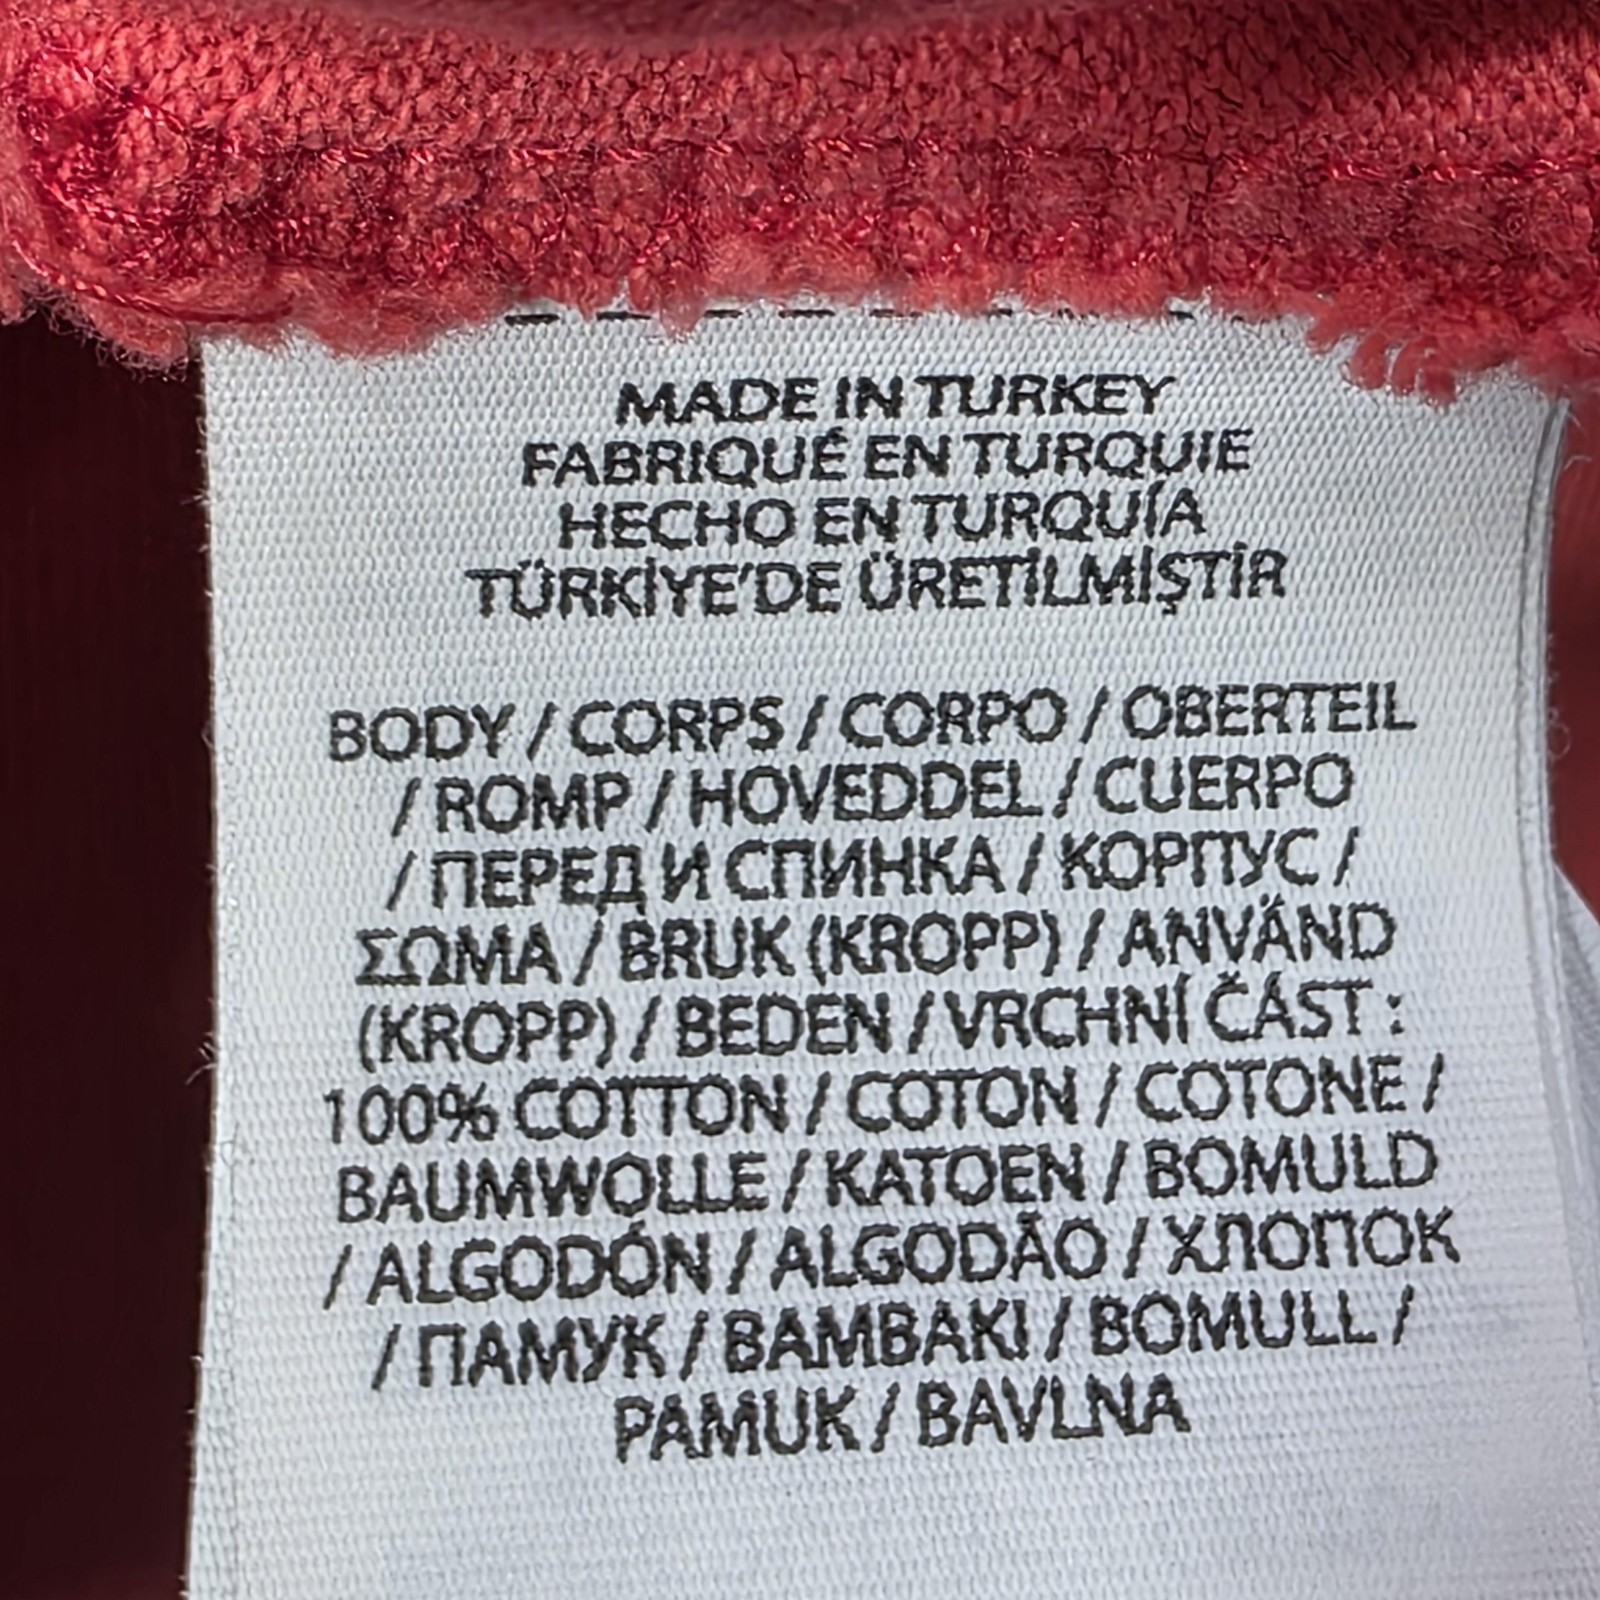 MADE IN TURKEY
FABRIQUÉ EN TURQUIE
HECHO EN TURQUÍA
TÜRKİYE'DE ÜRETİLMİŞTİR
BODY / CORPS / CORPO / OBERTEIL
/ ROMP / HOVEDDEL / CUERPO
/ ПЕРЕД И СПИНКА / КОРПУС /
ΣΩΜΑ / BRUK (KROPP) / ANVÄND
(KROPP) / BEDEN / VRCHNÍ ČÁST :
100% COTTON / COTON / COTONE /
BAUMWOLLE / KATOEN / BOMULD
/ ALGODÓN / ALGODÃO / ХЛОПОК
/ ПАМУК / BAMBAKI / BOMULL /
PAMUK / BAVLNA